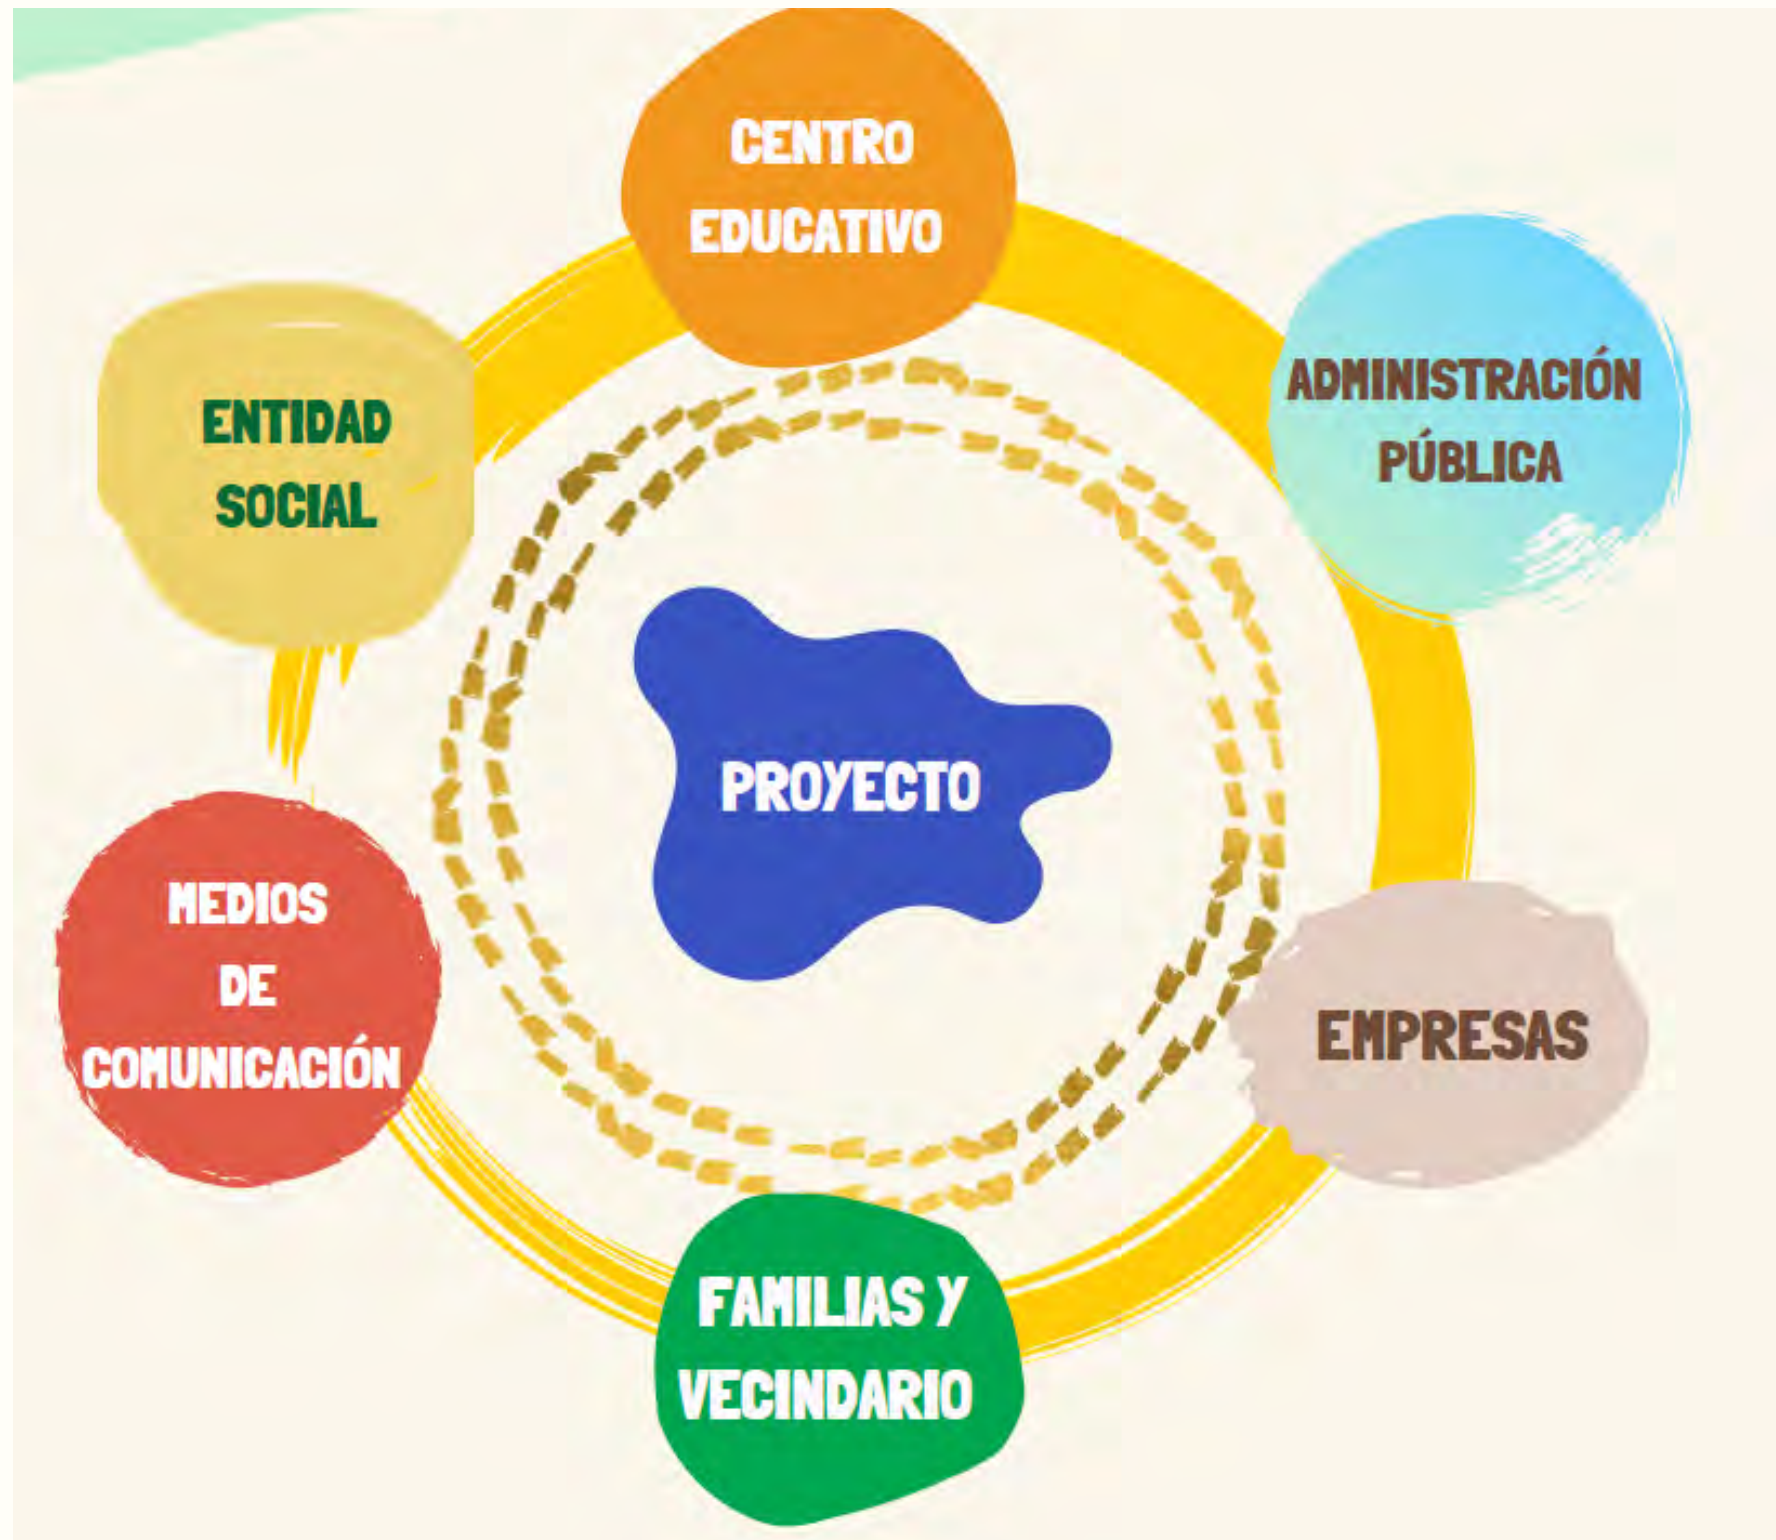 CENTRO
EDUCATIVO
ADMINISTRACIÓN
PÚBLICA
ENTIDAD
SOCIAL
PROYECTO
MEDIOS
DE
COMUNICACIÓN
EMPRESAS
FAMILIAS Y
VECINDARIO